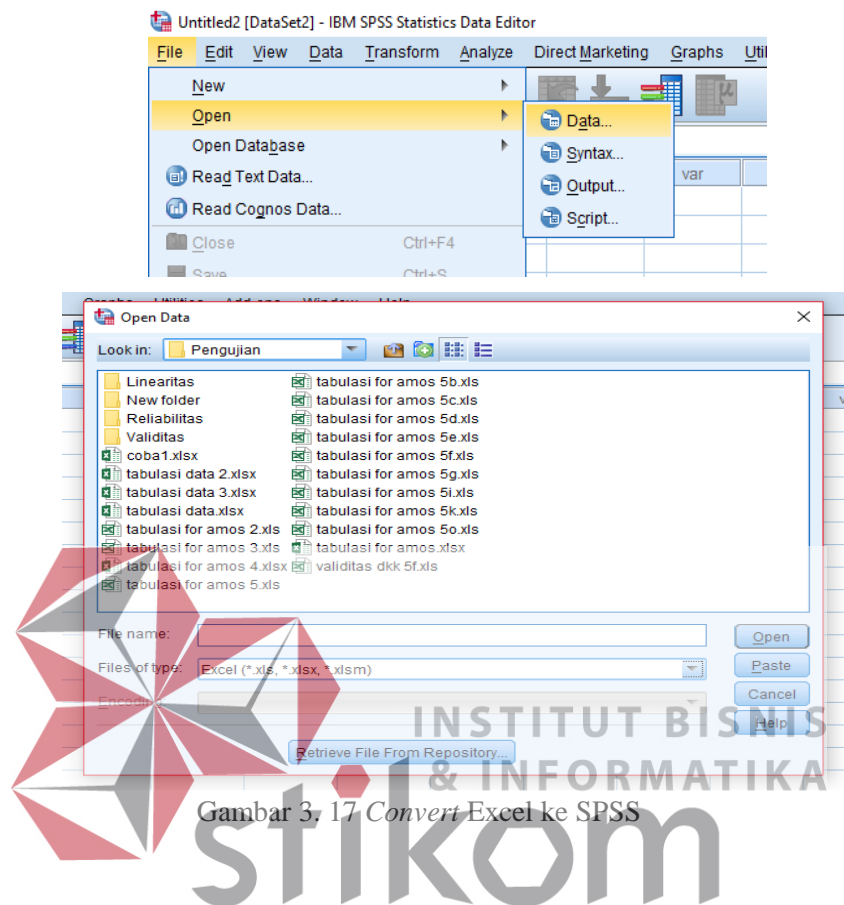 Untitled2 [DataSet2] - IBM SPSS Statistics Data Editor
File Edit View Data Transform Analyze Direct Marketing Graphs Util
New
Open
Open Database
Read Text Data...
Read Cognos Data...
Close Ctrl+F4
Save Ctrl+S
Data...
Syntax...
Output...
Script...
var
Graphs Utilities Add-ons Window Help
Open Data
Look in: Pengujian
Linearitas tabulasi for amos 5b.xls
New folder tabulasi for amos 5c.xls
Reliabilitas tabulasi for amos 5d.xls
Validitas tabulasi for amos 5e.xls
coba1.xlsx tabulasi for amos 5f.xls
tabulasi data 2.xlsx tabulasi for amos 5g.xls
tabulasi data 3.xlsx tabulasi for amos 5i.xls
tabulasi data.xlsx tabulasi for amos 5k.xls
tabulasi for amos 2.xls tabulasi for amos 5o.xls
tabulasi for amos 3.xls tabulasi for amos.xlsx
tabulasi for amos 4.xlsx validitas dkk 5f.xls
tabulasi for amos 5.xls
File name: Open
Files of type: Excel (*.xls, *.xlsx, *.xlsm) Paste
Encoding: Cancel
Help
Retrieve File From Repository...
INSTITUT BISNIS
& INFORMATIKA
Gambar 3. 17 Convert Excel ke SPSS
stikom